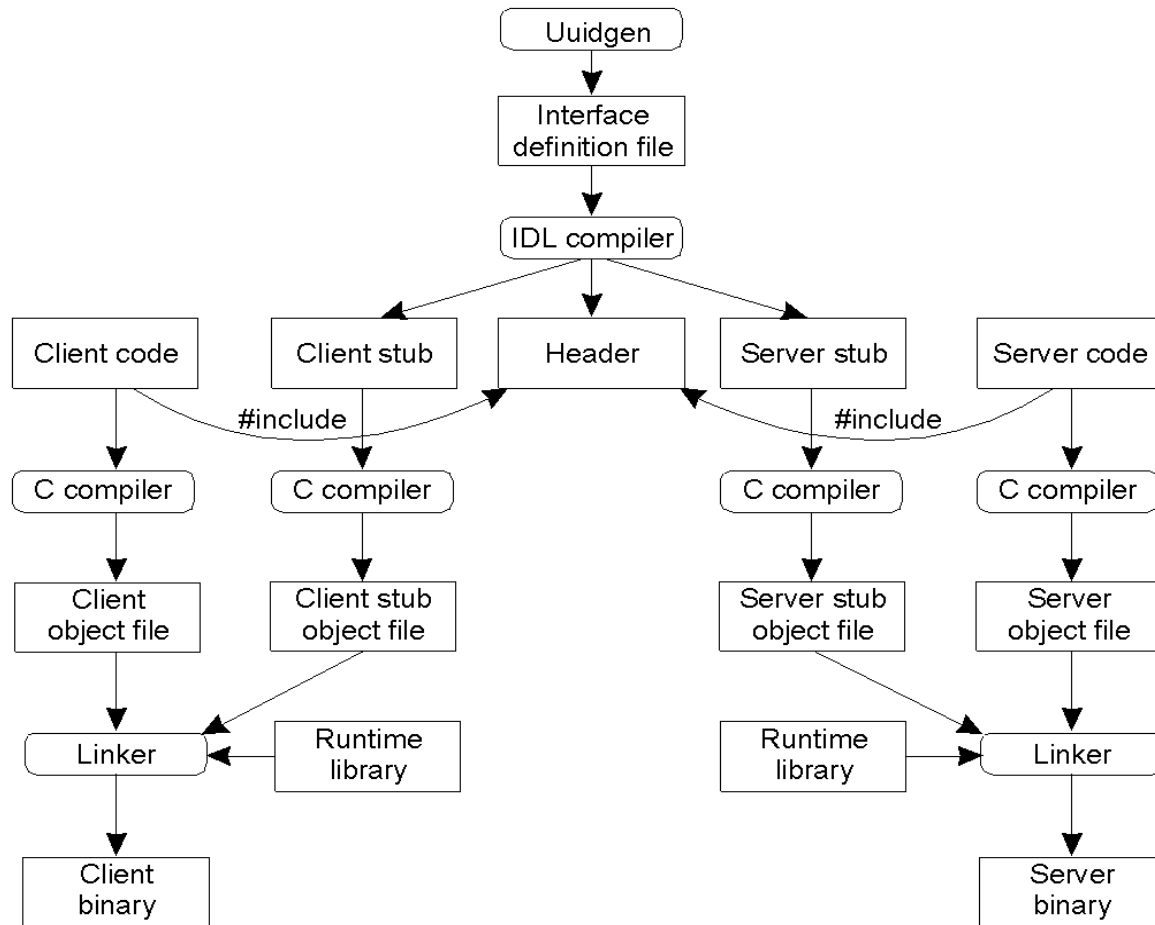 Uuidgen
Interface
definition file
IDL compiler
Client code
Client stub
Header
Server stub
Server code
#include
#include
C compiler
C compiler
C compiler
C compiler
Client
object file
Client stub
object file
Server stub
object file
Server
object file
Linker
Runtime
library
Runtime
library
Linker
Client
binary
Server
binary